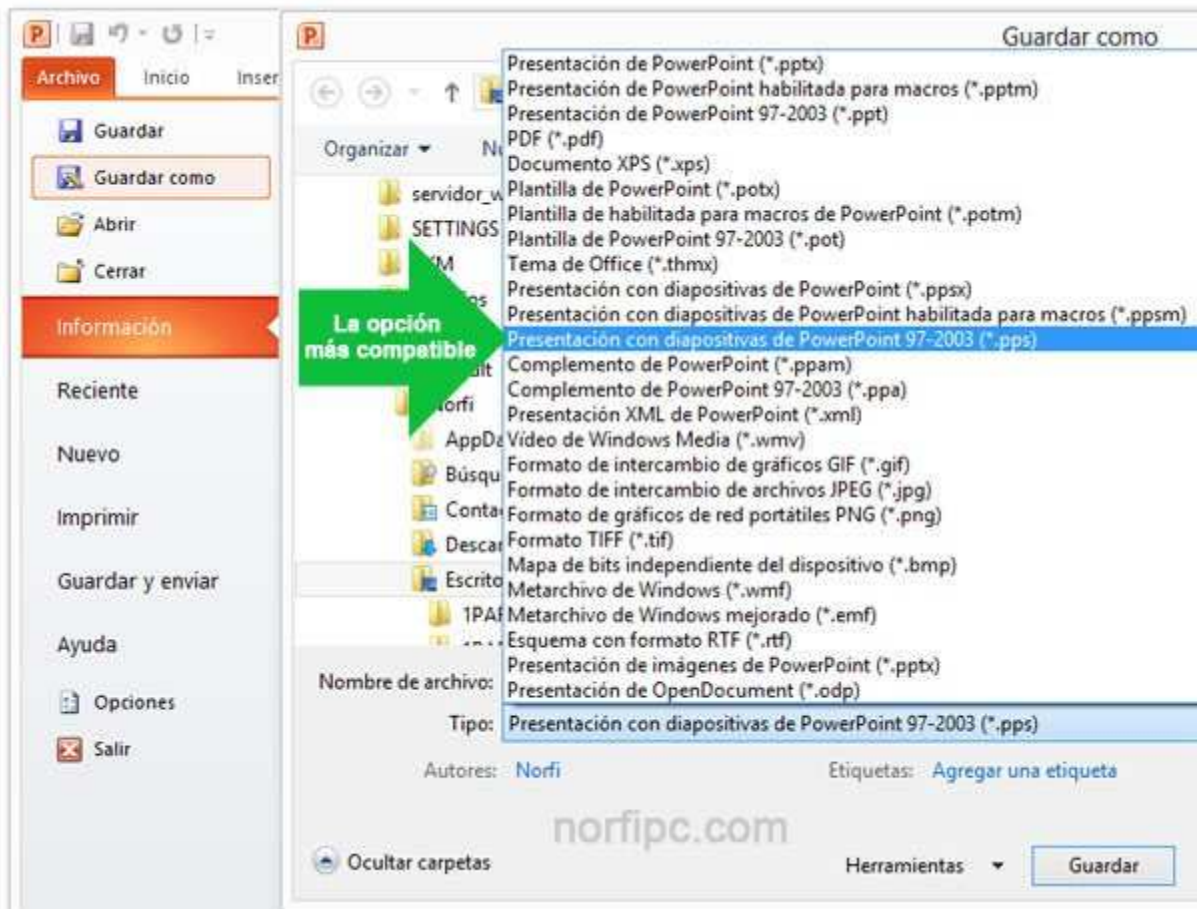 Guardar como
Archivo Inicio Inser
Guardar
Guardar como
Abrir
Cerrar
Información
Reciente
Nuevo
Imprimir
Guardar y enviar
Ayuda
Opciones
Salir
Organizar
servidor_w
SETTINGS
La opción
más compatible
AppDa
Búsqu
Conta
Descar
Escrito
Presentación de PowerPoint (*.pptx)
Presentación de PowerPoint habilitada para macros (*.pptm)
Presentación de PowerPoint 97-2003 (*.ppt)
PDF (*.pdf)
Documento XPS (*.xps)
Plantilla de PowerPoint (*.potx)
Plantilla de habilitada para macros de PowerPoint (*.potm)
Plantilla de PowerPoint 97-2003 (*.pot)
Tema de Office (*.thmx)
Presentación con diapositivas de PowerPoint (*.ppsx)
Presentación con diapositivas de PowerPoint habilitada para macros (*.ppsm)
Presentación con diapositivas de PowerPoint 97-2003 (*.pps)
Complemento de PowerPoint (*.ppam)
Complemento de PowerPoint 97-2003 (*.ppa)
Presentación XML de PowerPoint (*.xml)
Vídeo de Windows Media (*.wmv)
Formato de intercambio de gráficos GIF (*.gif)
Formato de intercambio de archivos JPEG (*.jpg)
Formato de gráficos de red portátiles PNG (*.png)
Formato TIFF (*.tif)
Mapa de bits independiente del dispositivo (*.bmp)
Metarchivo de Windows (*.wmf)
Metarchivo de Windows mejorado (*.emf)
Esquema con formato RTF (*.rtf)
Presentación de imágenes de PowerPoint (*.pptx)
Presentación de OpenDocument (*.odp)
Nombre de archivo:
Tipo: Presentación con diapositivas de PowerPoint 97-2003 (*.pps)
Autores: Norfi Etiquetas: Agregar una etiqueta
norfipc.com
Ocultar carpetas Herramientas Guardar